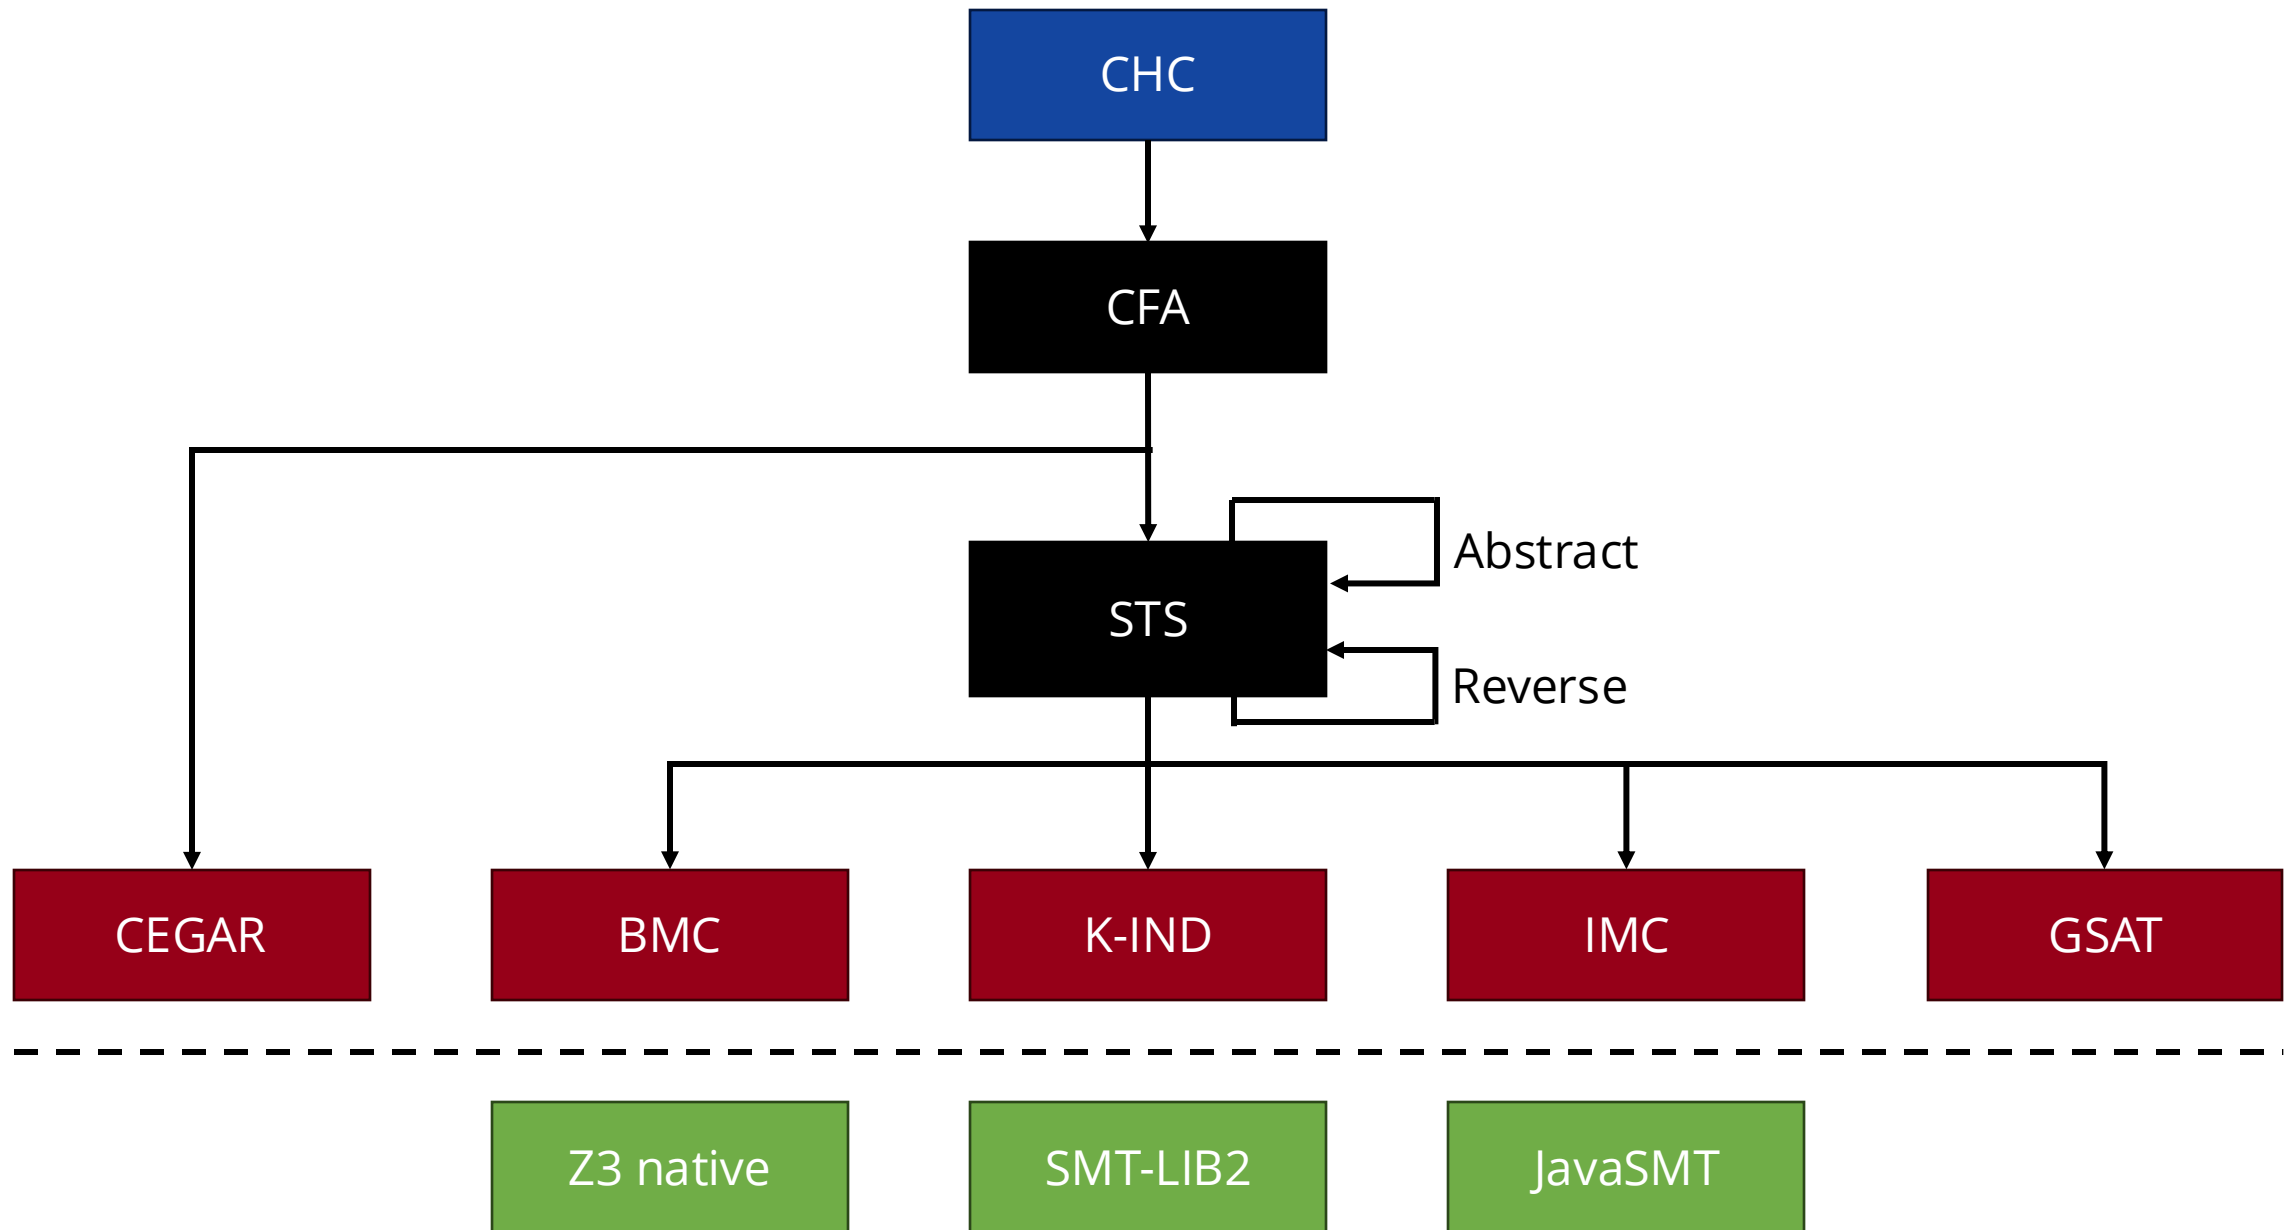 CHC
CFA
Abstract
STS
Reverse
CEGAR
BMC
K-IND
IMC
GSAT
Z3 native
SMT-LIB2
JavaSMT